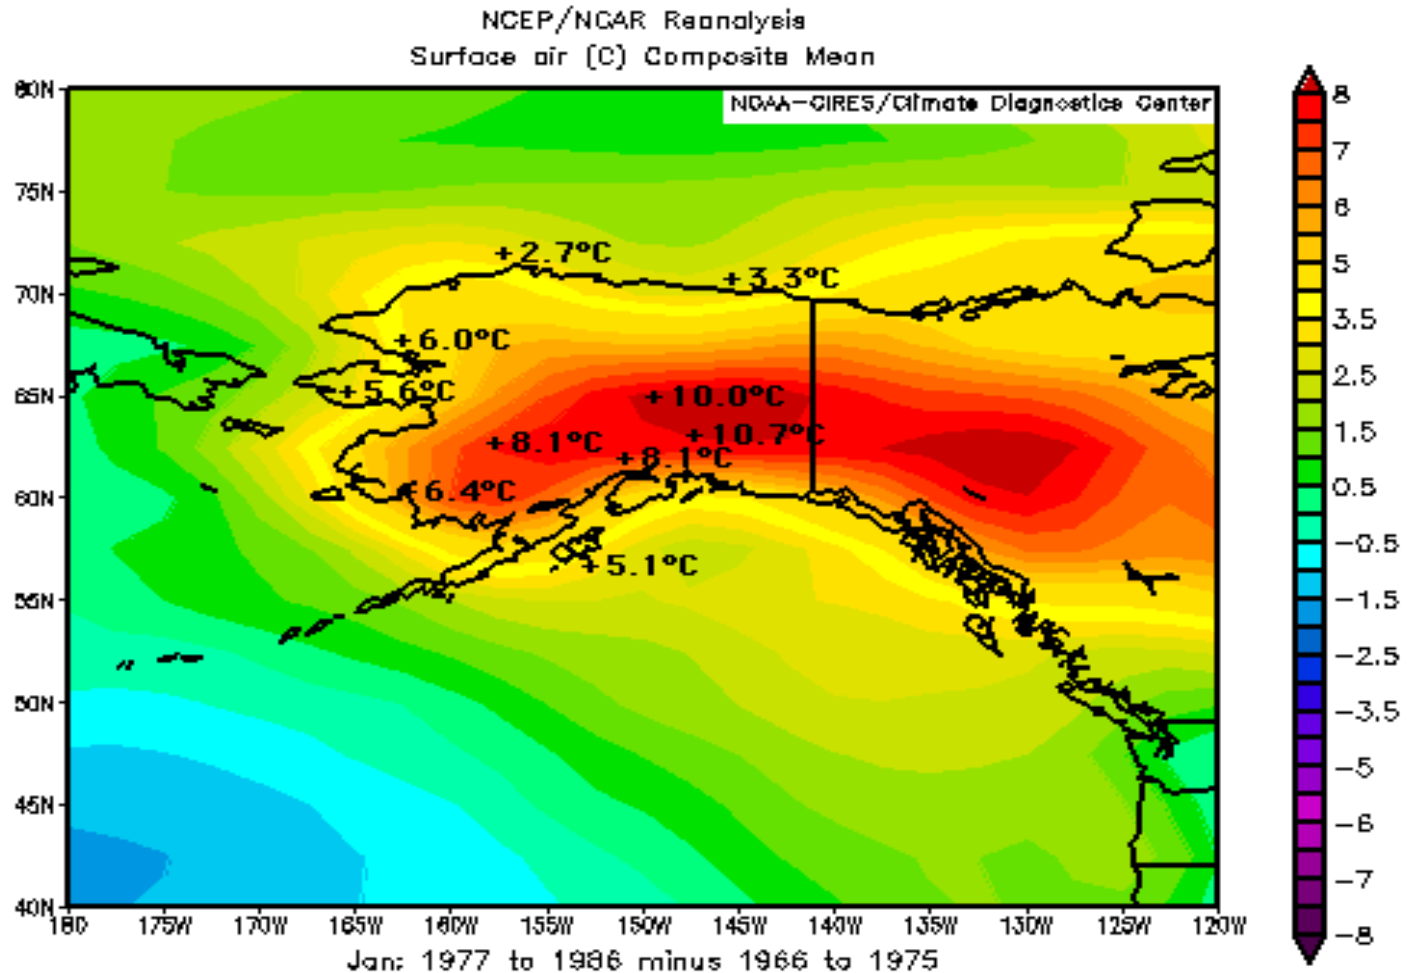 NCEP/NCAR Reanalysis
Surface air (C) Composite Mean
NOAA-CIRES/Climate Diagnostics Center
80N
75N
70N
65N
60N
55N
50N
45N
40N
+2.7°C
+3.3°C
+6.0°C
+5.6°C
+10.0°C
+10.7°C
+8.1°C
+8.1°C
6.4°C
+5.1°C
180 175W 170W 165W 160W 155W 150W 145W 140W 135W 130W 125W 120W
Jan: 1977 to 1986 minus 1966 to 1975
8
7
6
5
3.5
2.5
1.5
0.5
-0.5
-1.5
-2.5
-3.5
-5
-6
-7
-8